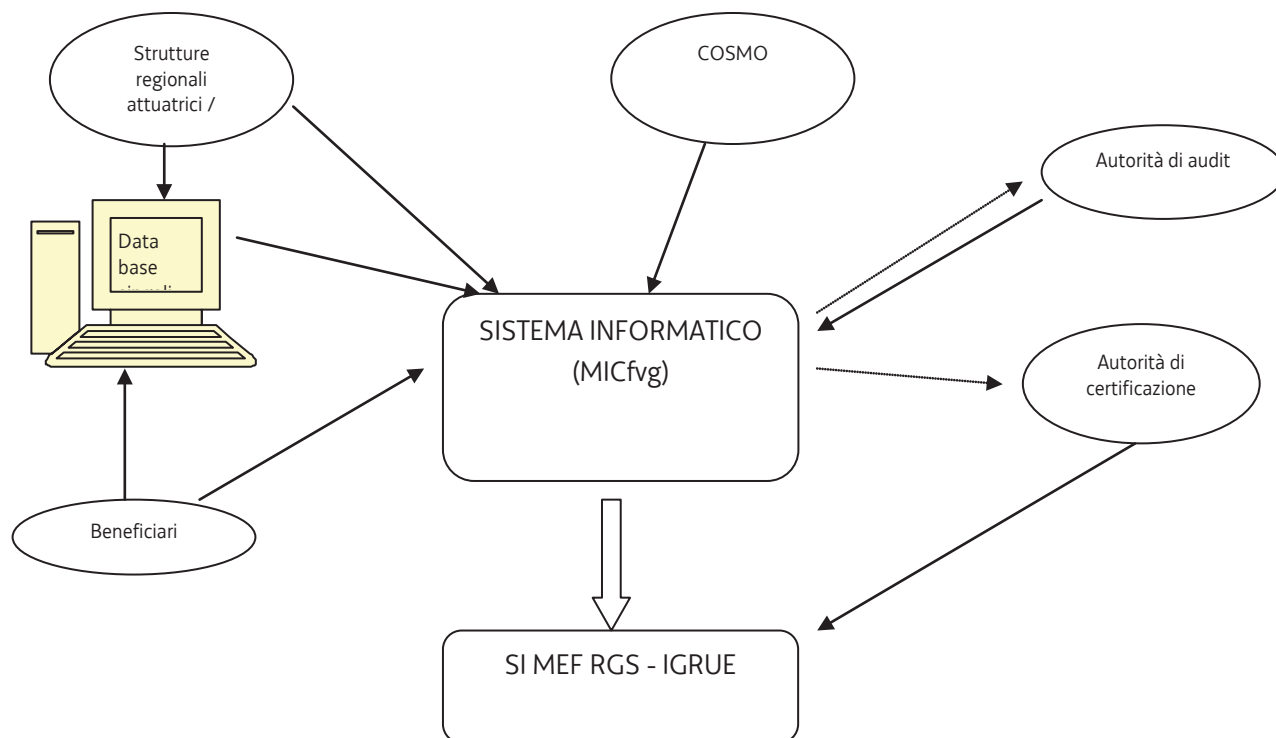 Strutture
regionali
attuatrici /
COSMO
Autorità di audit
Data
base
SISTEMA INFORMATICO
(MICfvg)
Autorità di
certificazione
Beneficiari
SI MEF RGS - IGRUE